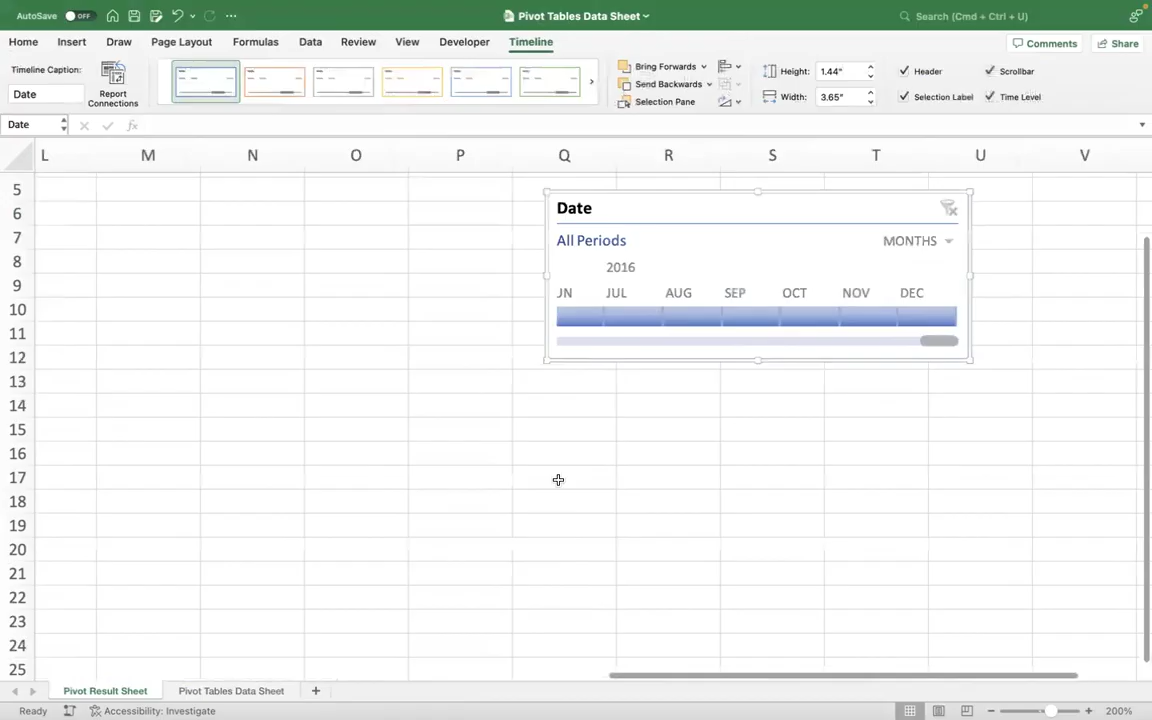 AutoSave OFF Pivot Tables Data Sheet Search (Cmd + Ctrl + U)
Home Insert Draw Page Layout Formulas Data Review View Developer Timeline Comments Share
Timeline Caption:
Date
Report
Connections
Bring Forwards
Send Backwards
Selection Pane
Height: 1.44"
Width: 3.65"
Header
Selection Label
Scrollbar
Time Level
Date fx
L M N O P Q R S T U V
5
6
7
8
9
10
11
12
13
14
15
16
17
18
19
20
21
22
23
24
25
Date
All Periods MONTHS
2016
JN JUL AUG SEP OCT NOV DEC
Pivot Result Sheet Pivot Tables Data Sheet +
Ready Accessibility: Investigate 200%